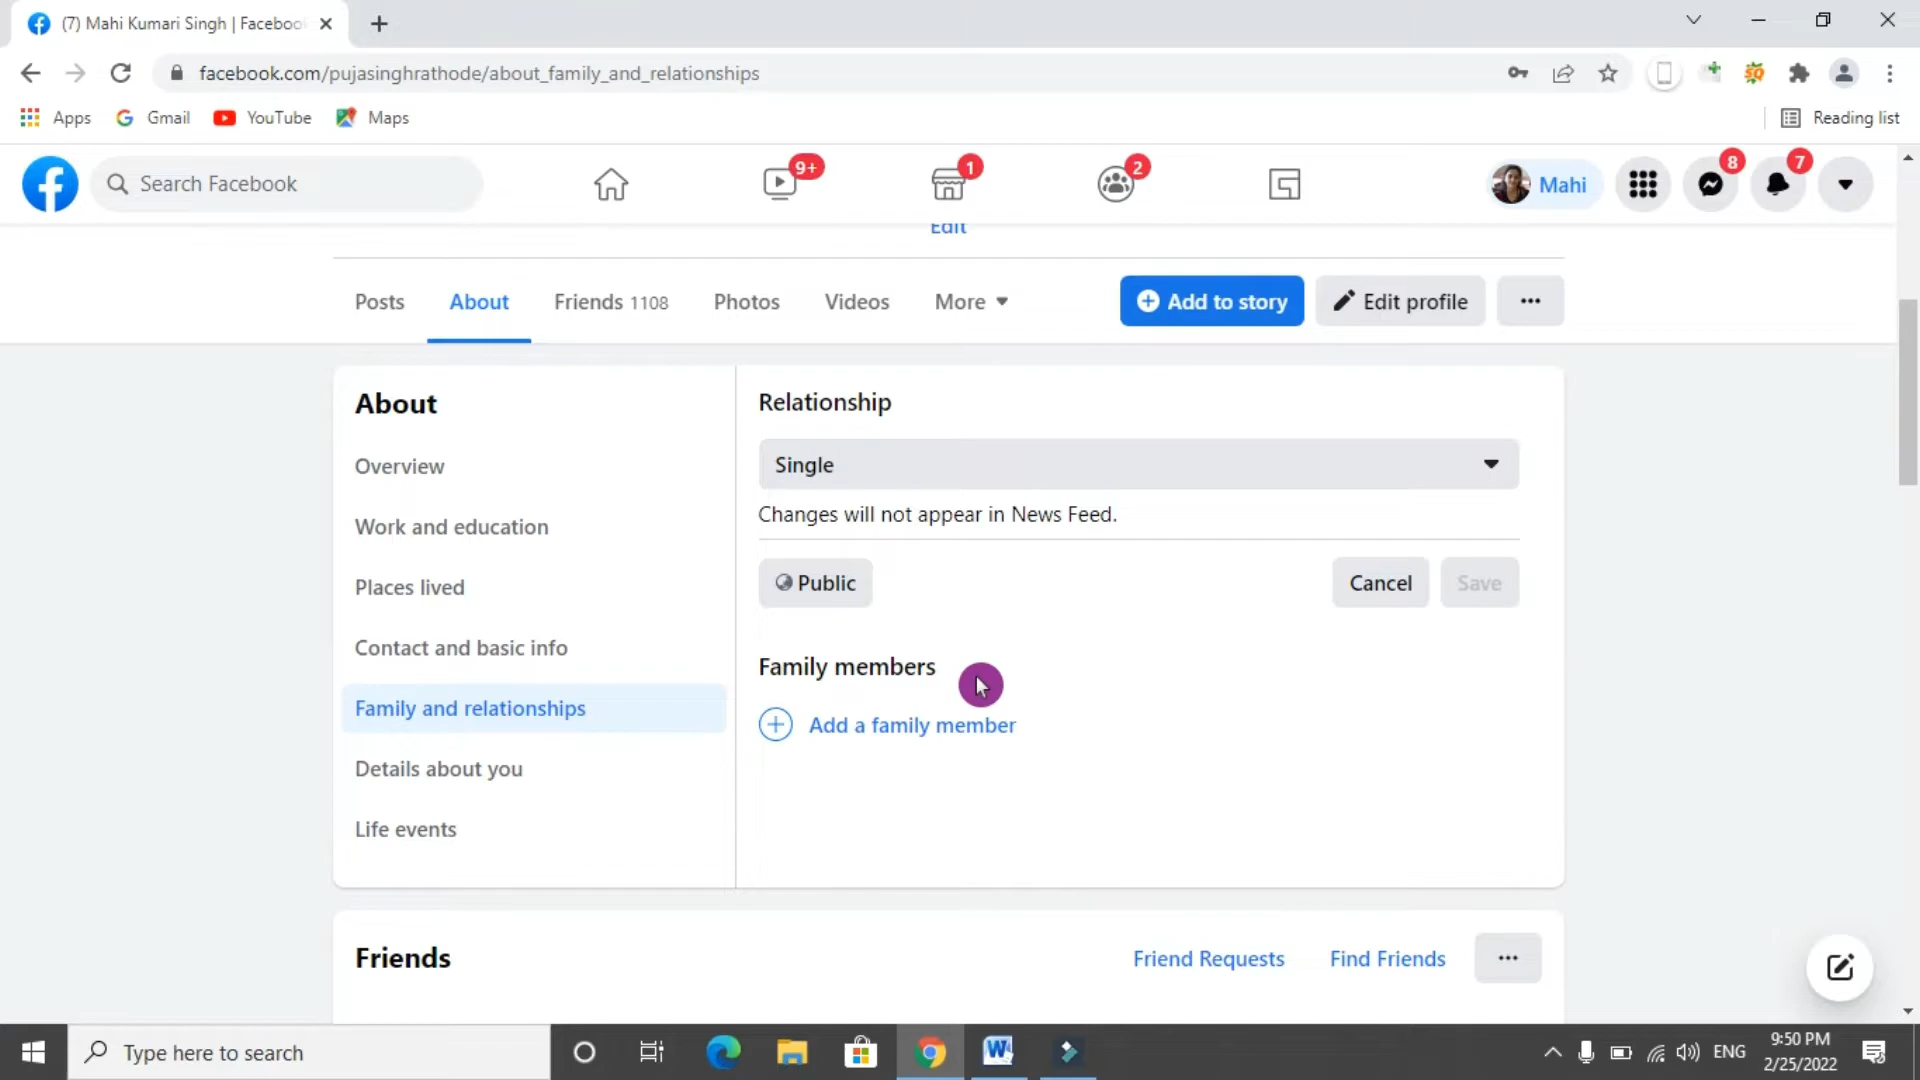 (7) Mahi Kumari Singh | Faceboo
facebook.com/pujasinghrathode/about_family_and_relationships
Apps Gmail YouTube Maps Reading list
Search Facebook 9+ 1 2 Mahi 8 7
Edit
Posts About Friends 1108 Photos Videos More Add to story Edit profile
About
Overview
Work and education
Places lived
Contact and basic info
Family and relationships
Details about you
Life events
Relationship
Single
Changes will not appear in News Feed.
Public Cancel Save
Family members
Add a family member
Friends Friend Requests Find Friends
Type here to search ENG 9:50 PM
2/25/2022